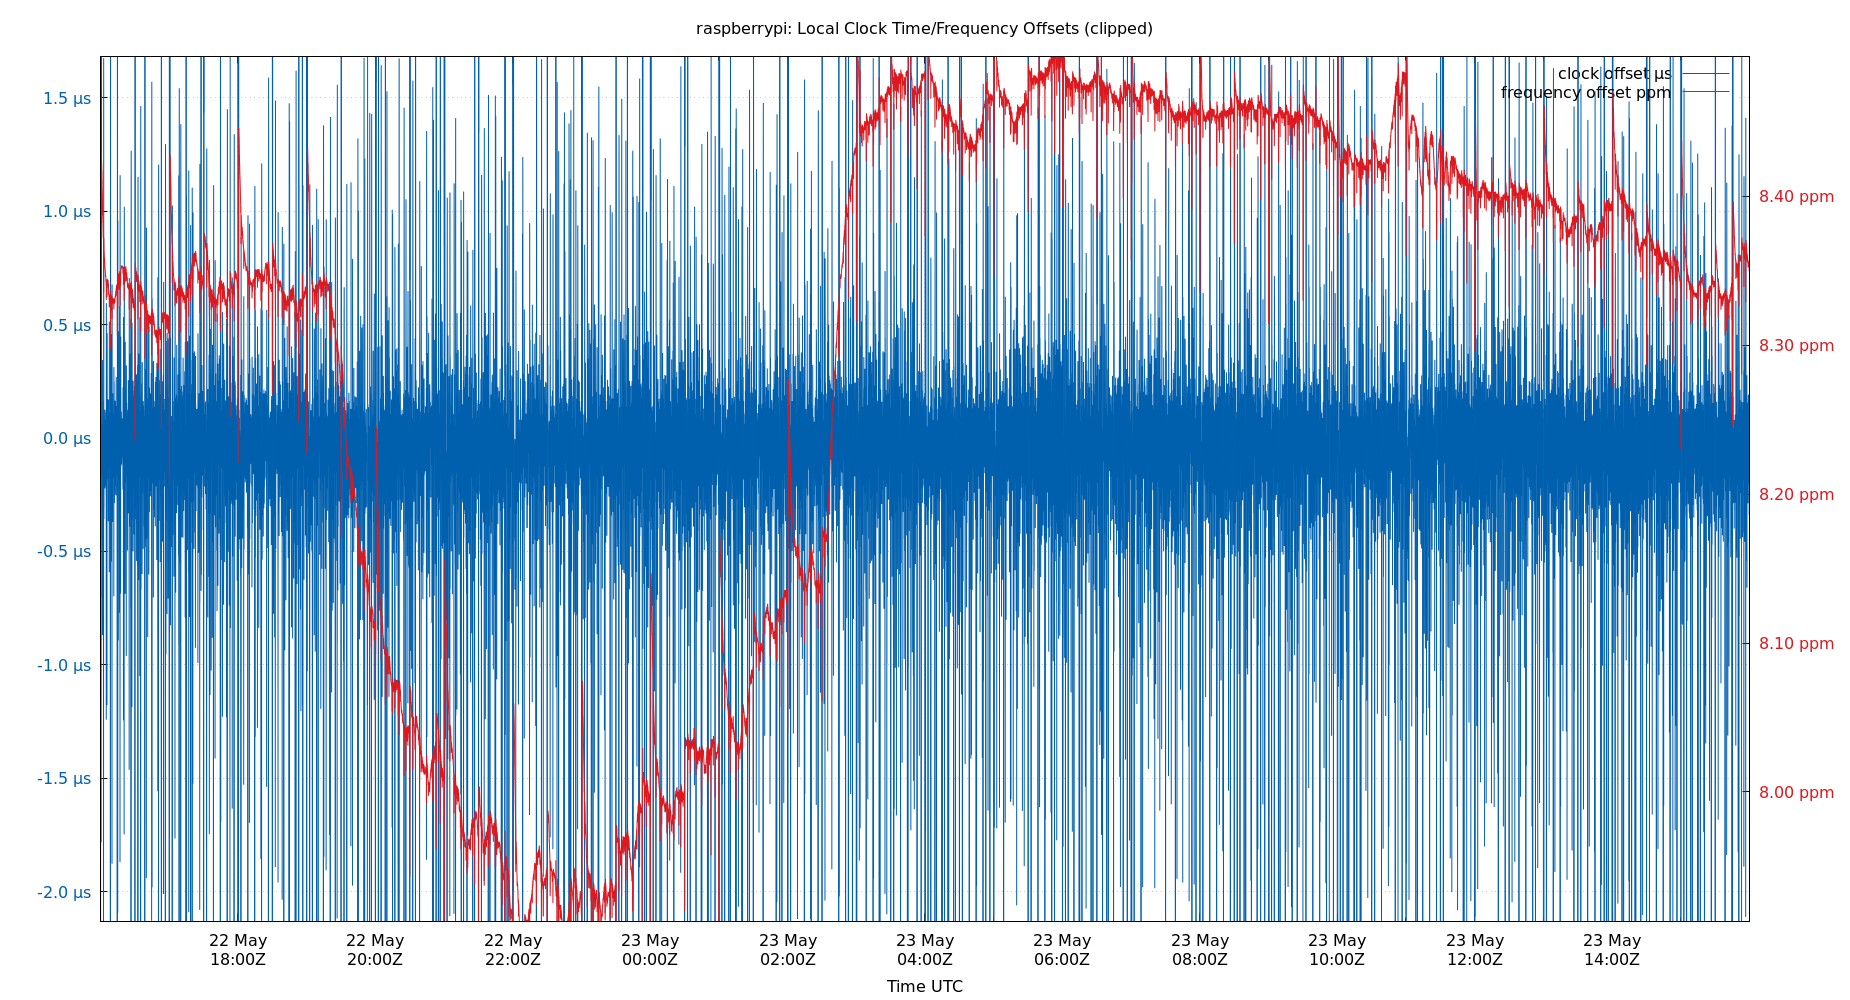 raspberrypi: Local Clock Time/Frequency Offsets (clipped)
clock offset µs
frequency offset ppm
1.5 µs
1.0 µs
0.5 µs
0.0 µs
-0.5 µs
-1.0 µs
-1.5 µs
-2.0 µs
8.40 ppm
8.30 ppm
8.20 ppm
8.10 ppm
8.00 ppm
22 May
18:00Z
22 May
20:00Z
22 May
22:00Z
23 May
00:00Z
23 May
02:00Z
23 May
04:00Z
23 May
06:00Z
23 May
08:00Z
23 May
10:00Z
23 May
12:00Z
23 May
14:00Z
Time UTC